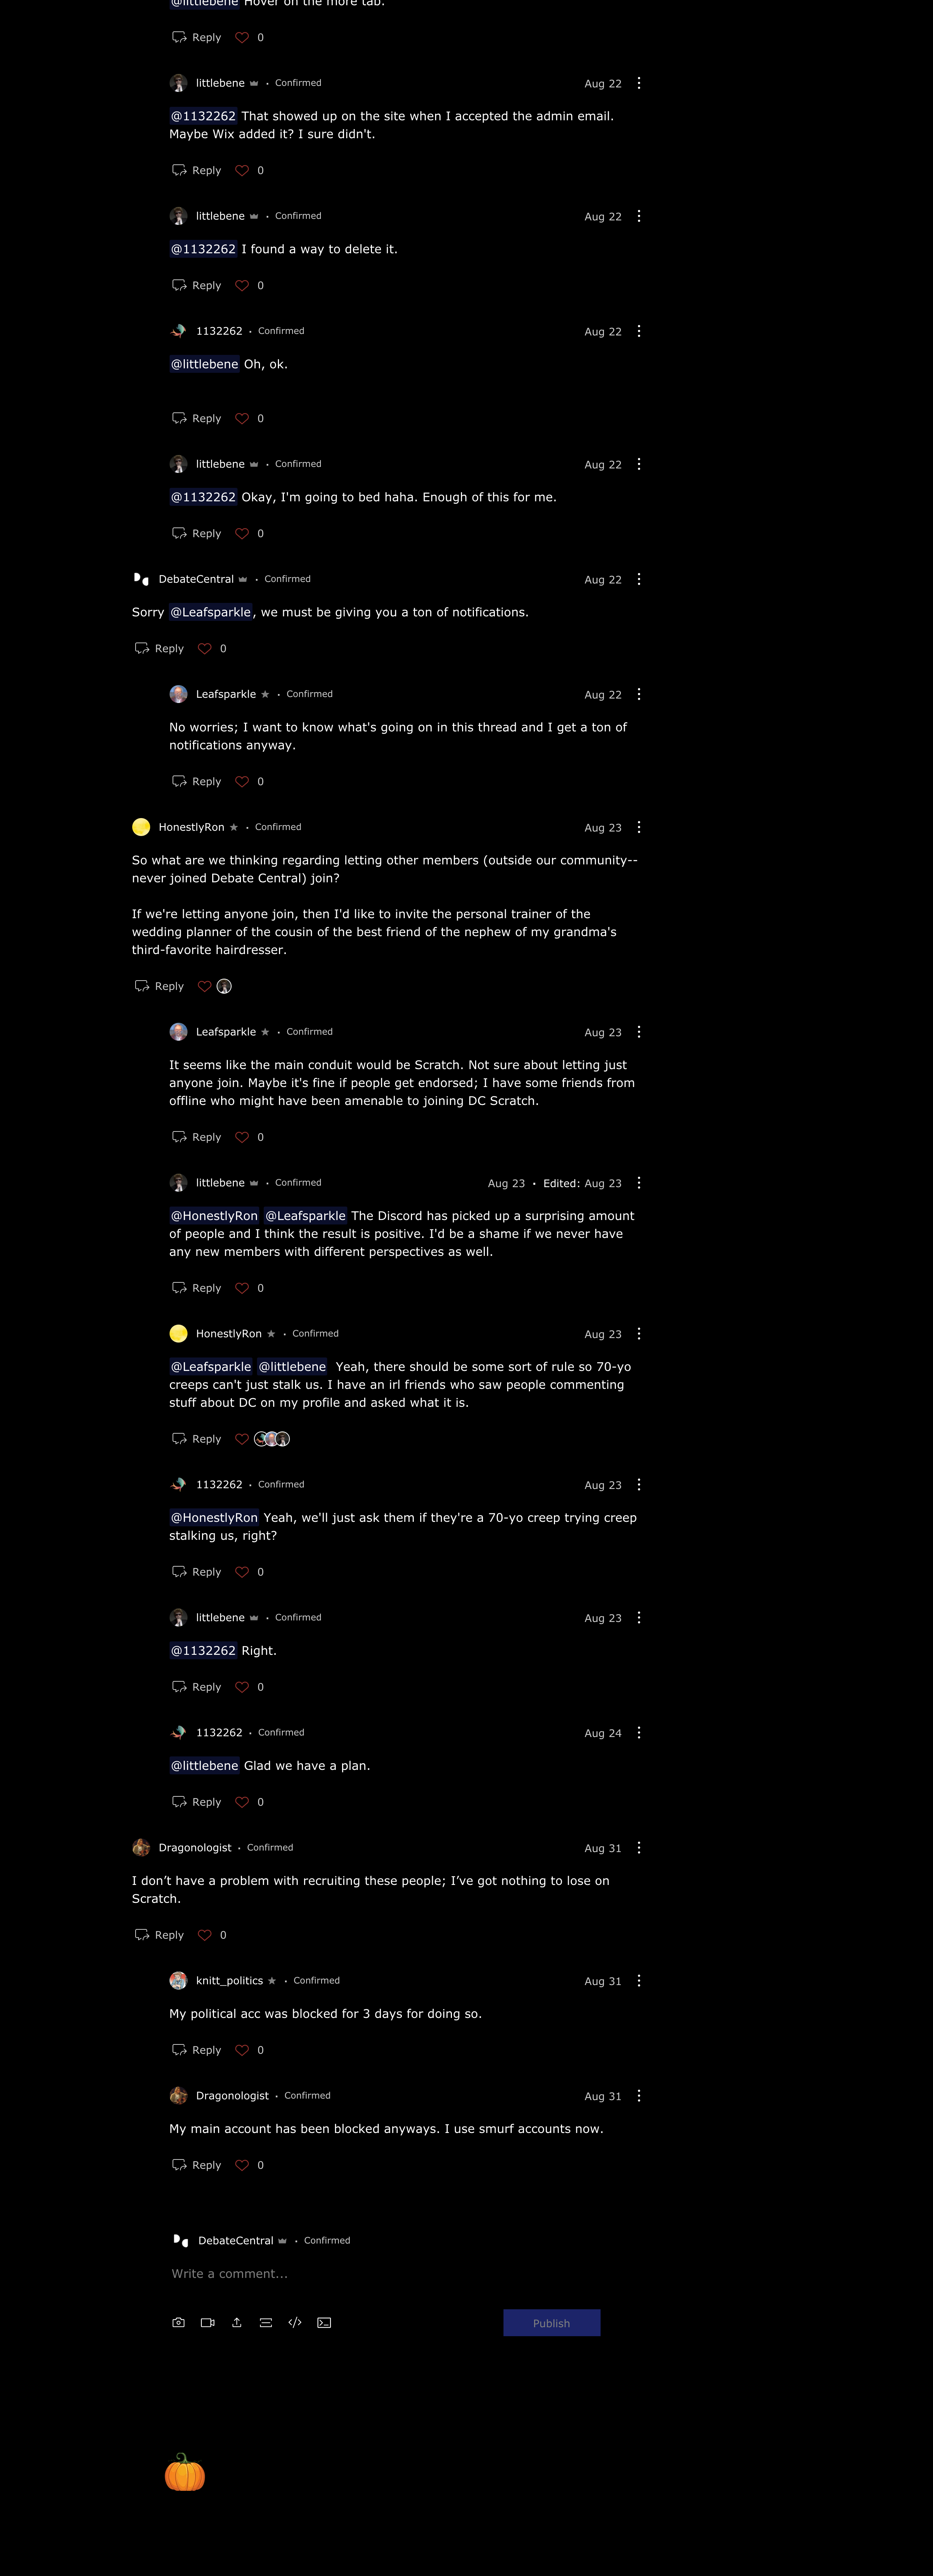 @littlebene Hover on the more tab.
Reply 0
littlebene • Confirmed Aug 22
@1132262 That showed up on the site when I accepted the admin email.
Maybe Wix added it? I sure didn't.
Reply 0
littlebene • Confirmed Aug 22
@1132262 I found a way to delete it.
Reply 0
1132262 • Confirmed Aug 22
@littlebene Oh, ok.
Reply 0
littlebene • Confirmed Aug 22
@1132262 Okay, I'm going to bed haha. Enough of this for me.
Reply 0
DebateCentral • Confirmed Aug 22
Sorry @Leafsparkle, we must be giving you a ton of notifications.
Reply 0
Leafsparkle • Confirmed Aug 22
No worries; I want to know what's going on in this thread and I get a ton of
notifications anyway.
Reply 0
HonestlyRon • Confirmed Aug 23
So what are we thinking regarding letting other members (outside our community--
never joined Debate Central) join?
If we're letting anyone join, then I'd like to invite the personal trainer of the
wedding planner of the cousin of the best friend of the nephew of my grandma's
third-favorite hairdresser.
Reply
Leafsparkle • Confirmed Aug 23
It seems like the main conduit would be Scratch. Not sure about letting just
anyone join. Maybe it's fine if people get endorsed; I have some friends from
offline who might have been amenable to joining DC Scratch.
Reply 0
littlebene • Confirmed Aug 23 • Edited: Aug 23
@HonestlyRon @Leafsparkle The Discord has picked up a surprising amount
of people and I think the result is positive. I'd be a shame if we never have
any new members with different perspectives as well.
Reply 0
HonestlyRon • Confirmed Aug 23
@Leafsparkle @littlebene Yeah, there should be some sort of rule so 70-yo
creeps can't just stalk us. I have an irl friends who saw people commenting
stuff about DC on my profile and asked what it is.
Reply
1132262 • Confirmed Aug 23
@HonestlyRon Yeah, we'll just ask them if they're a 70-yo creep trying creep
stalking us, right?
Reply 0
littlebene • Confirmed Aug 23
@1132262 Right.
Reply 0
1132262 • Confirmed Aug 24
@littlebene Glad we have a plan.
Reply 0
Dragonologist • Confirmed Aug 31
I don’t have a problem with recruiting these people; I’ve got nothing to lose on
Scratch.
Reply 0
knitt_politics • Confirmed Aug 31
My political acc was blocked for 3 days for doing so.
Reply 0
Dragonologist • Confirmed Aug 31
My main account has been blocked anyways. I use smurf accounts now.
Reply 0
DebateCentral • Confirmed
Write a comment...
Publish